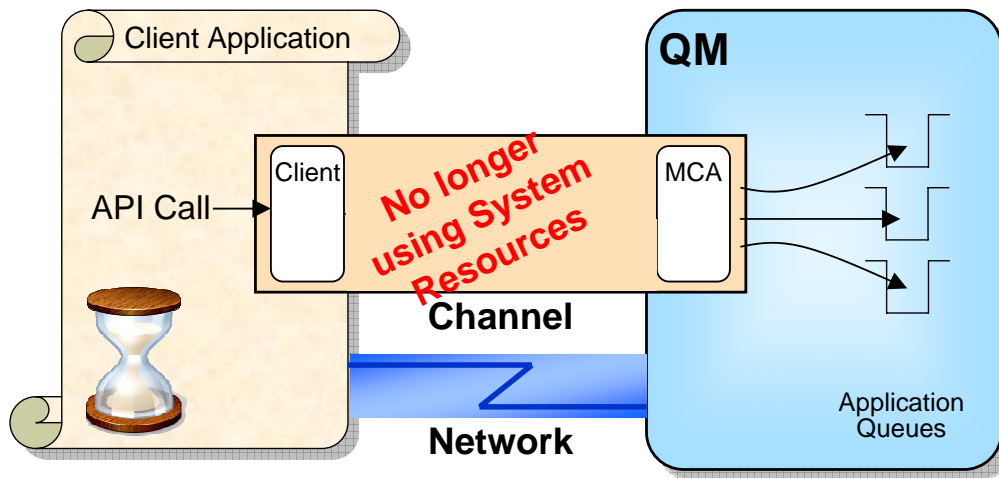 Client Application
QM
Client
No longer
using System
Resources
MCA
API Call
Channel
Network
Application
Queues